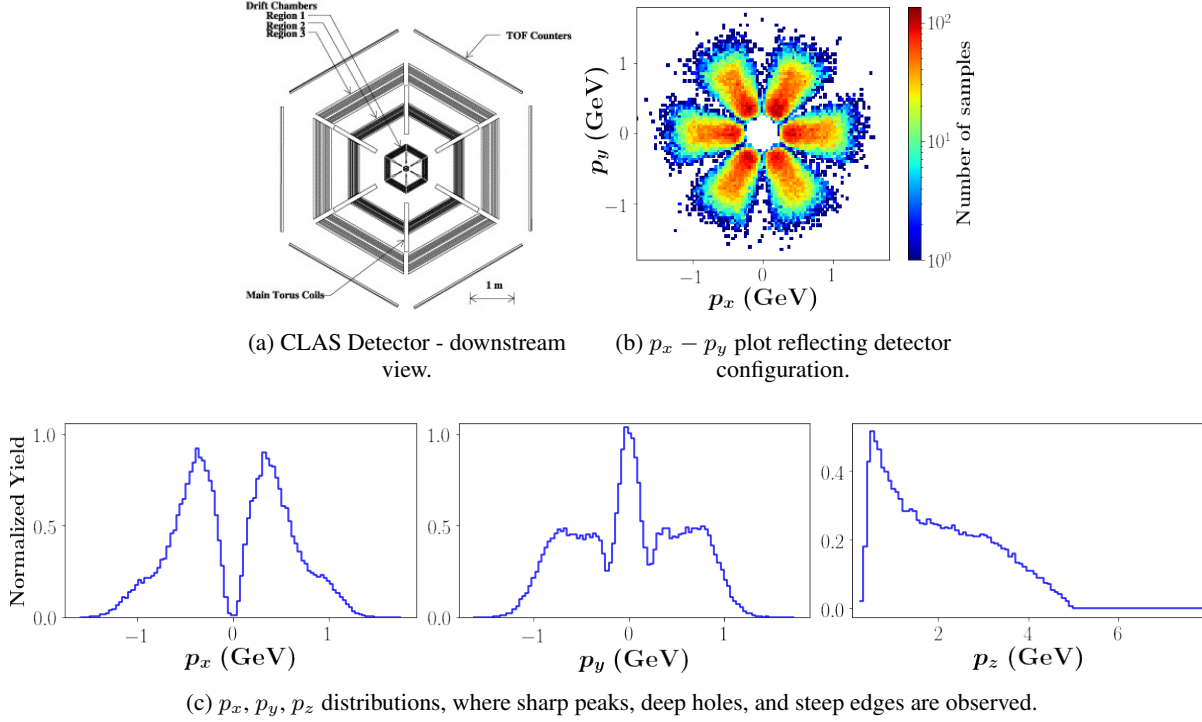 Drift Chambers
Region 1
Region 2
Region 3
TOF Counters
Main Torus Coils
1 m
(a) CLAS Detector - downstream
view.
1
0
−1
p_y (GeV)
−1 0 1
p_x (GeV)
10^2
10^1
10^0
Number of samples
(b) p_x − p_y plot reflecting detector
configuration.
Normalized Yield
1.0
0.5
0.0
−1 0 1
p_x (GeV)
1.0
0.5
0.0
−1 0 1
p_y (GeV)
0.4
0.2
0.0
2 4 6
p_z (GeV)
(c) p_x, p_y, p_z distributions, where sharp peaks, deep holes, and steep edges are observed.